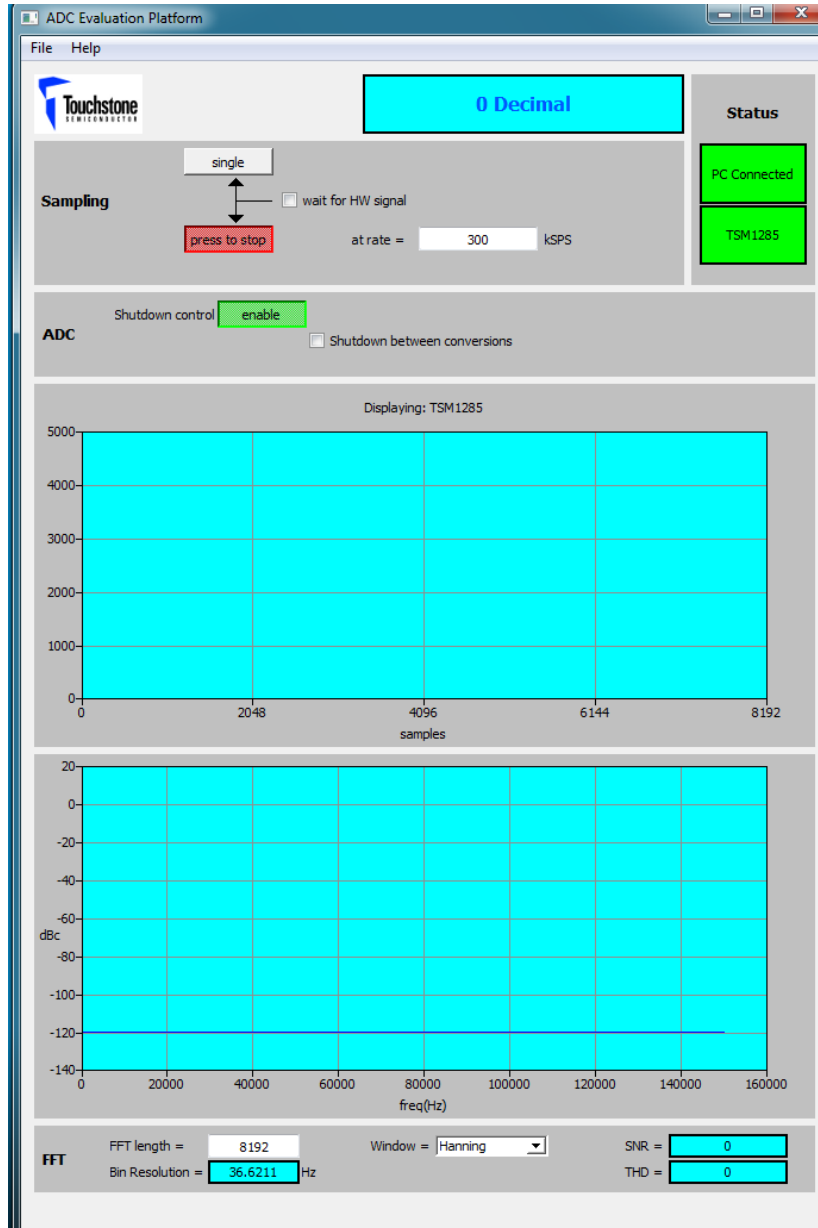 ADC Evaluation Platform
File Help
Touchstone
SEMICONDUCTOR
0 Decimal
Status
single
PC Connected
Sampling
wait for HW signal
press to stop
at rate = 300 kSPS
TSM1285
Shutdown control enable
ADC
Shutdown between conversions
Displaying: TSM1285
5000
4000
3000
2000
1000
0
0 2048 4096 6144 8192
samples
20
0
-20
-40
-60
dBc
-80
-100
-120
-140
0 20000 40000 60000 80000 100000 120000 140000 160000
freq(Hz)
FFT length = 8192 Window = Hanning SNR = 0
FFT
Bin Resolution = 36.6211 Hz THD = 0